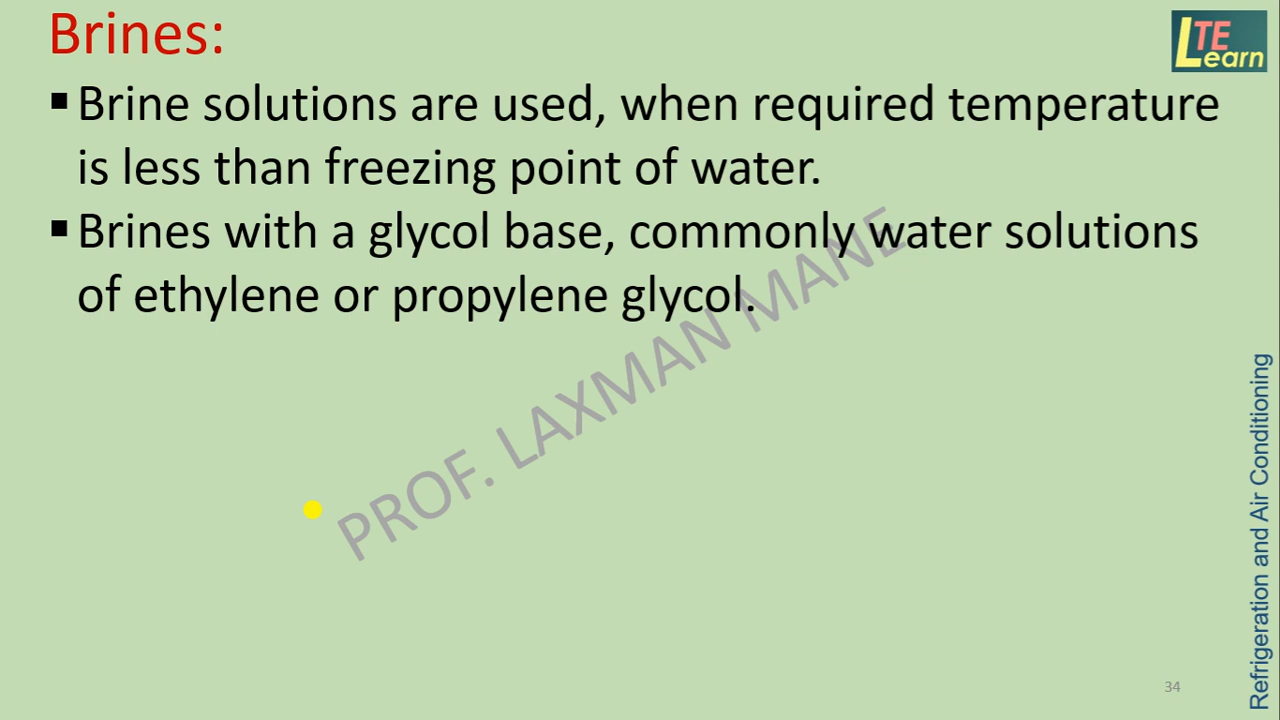 Brines:
LTE
Learn
▪Brine solutions are used, when required temperature
is less than freezing point of water.
▪Brines with a glycol base, commonly water solutions
of ethylene or propylene glycol.
PROF. LAXMAN MANE
Refrigeration and Air Conditioning
34